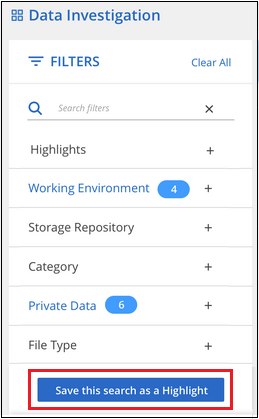 Data Investigation
FILTERS Clear All
Search filters
Highlights +
Working Environment 4 +
Storage Repository +
Category +
Private Data 6 +
File Type +
Save this search as a Highlight